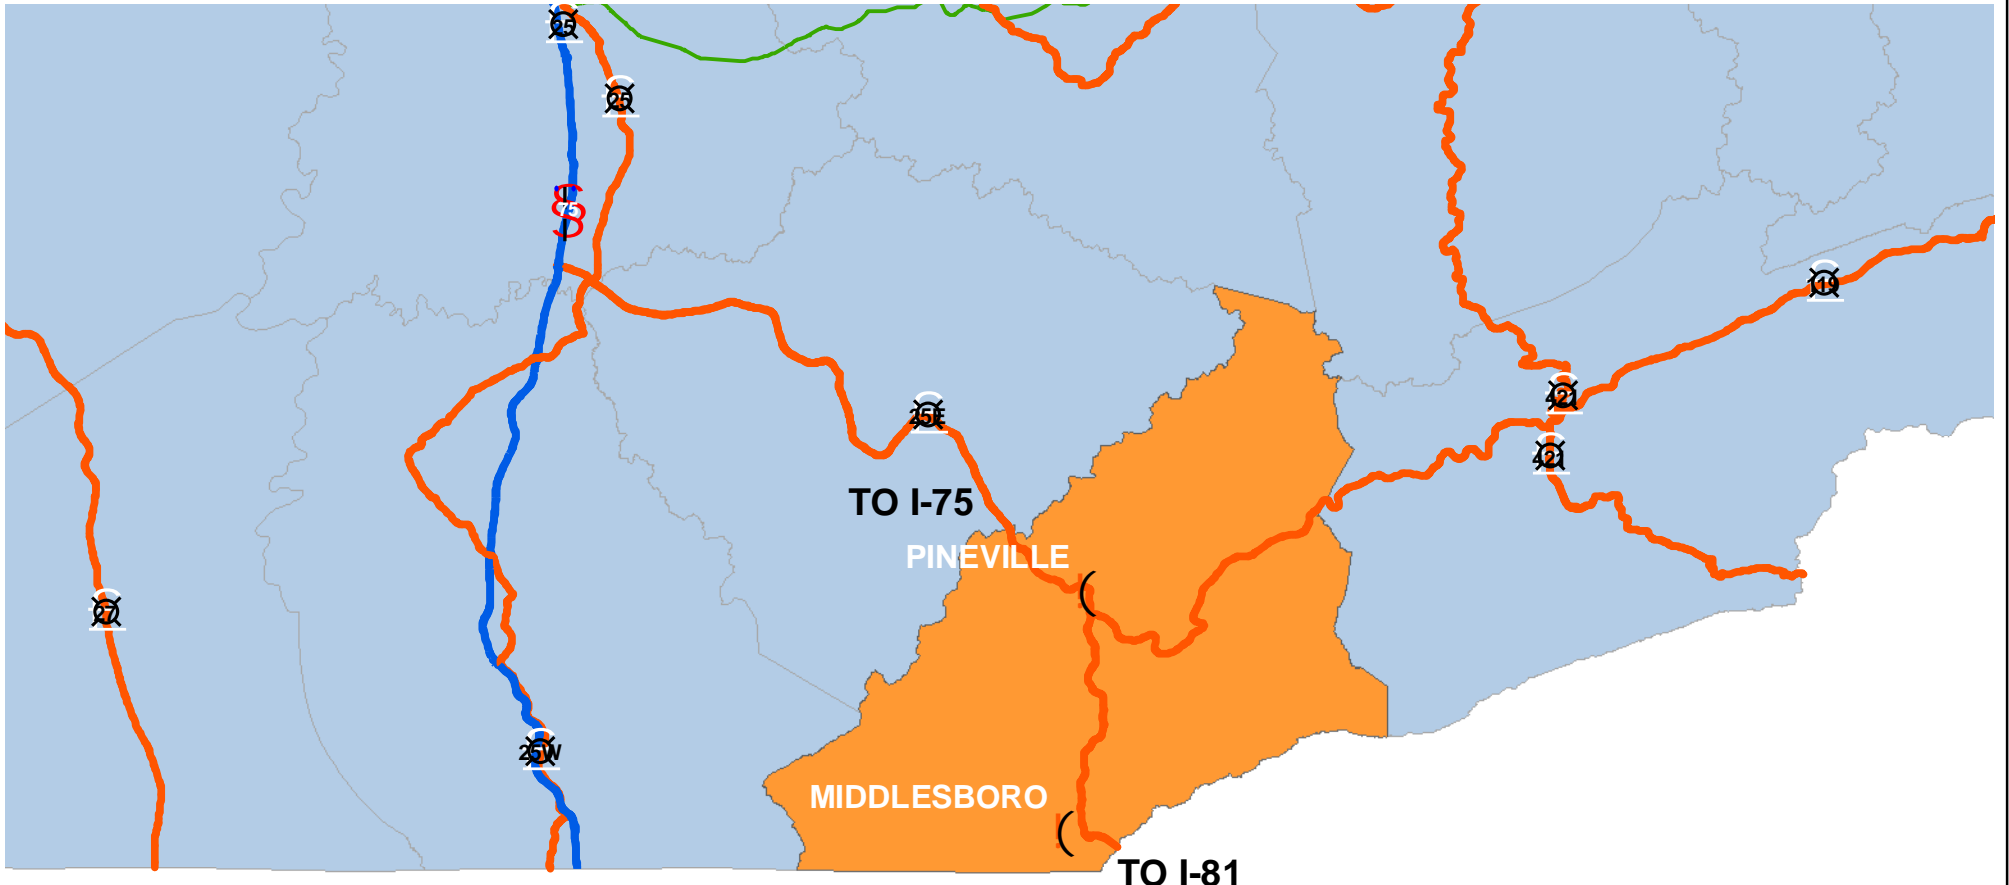 25
25
75
119
421
25E
421
TO I-75
PINEVILLE
27
25W
MIDDLESBORO
TO I-81